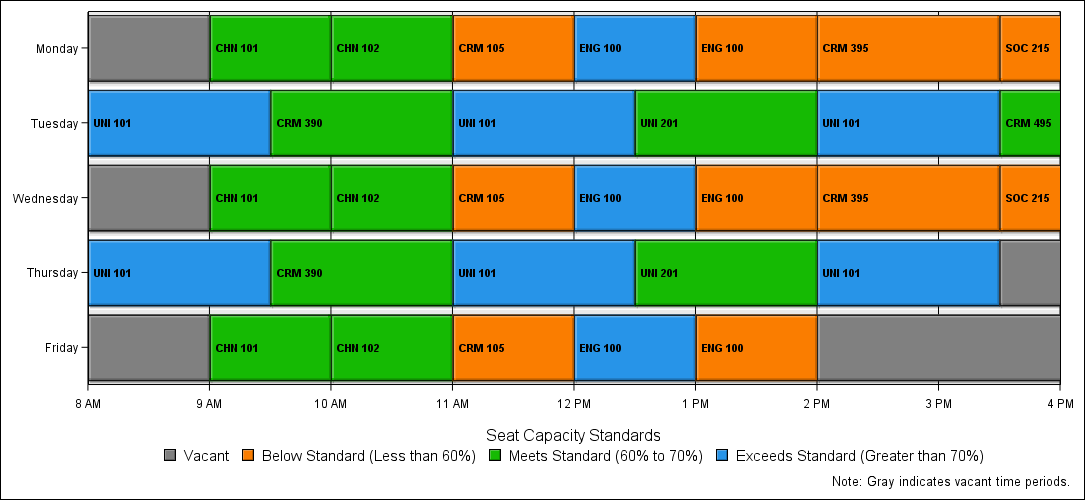 Monday CHN 101 CHN 102 CRM 105 ENG 100 ENG 100 CRM 395 SOC 215
Tuesday UNI 101 CRM 390 UNI 101 UNI 201 UNI 101 CRM 495
Wednesday CHN 101 CHN 102 CRM 105 ENG 100 ENG 100 CRM 395 SOC 215
Thursday UNI 101 CRM 390 UNI 101 UNI 201 UNI 101
Friday CHN 101 CHN 102 CRM 105 ENG 100 ENG 100
8 AM 9 AM 10 AM 11 AM 12 PM 1 PM 2 PM 3 PM 4 PM
Seat Capacity Standards
Vacant Below Standard (Less than 60%) Meets Standard (60% to 70%) Exceeds Standard (Greater than 70%)
Note: Gray indicates vacant time periods.